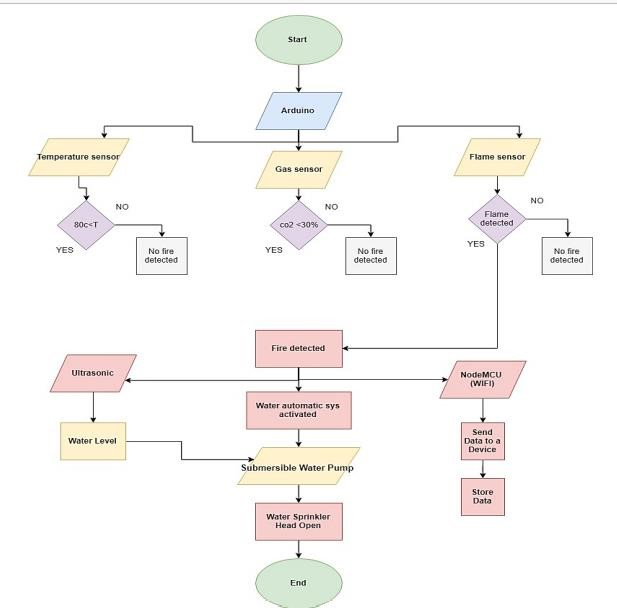 Start
Arduino
Temperature sensor
Gas sensor
Flame sensor
80c<T
NO
YES
No fire
detected
co2 <30%
NO
YES
No fire
detected
Flame
detected
NO
YES
No fire
detected
Fire detected
Ultrasonic
Water automatic sys
activated
NodeMCU
(WIFI)
Water Level
Submersible Water Pump
Send
Data to a
Device
Water Sprinkler
Head Open
Store
Data
End